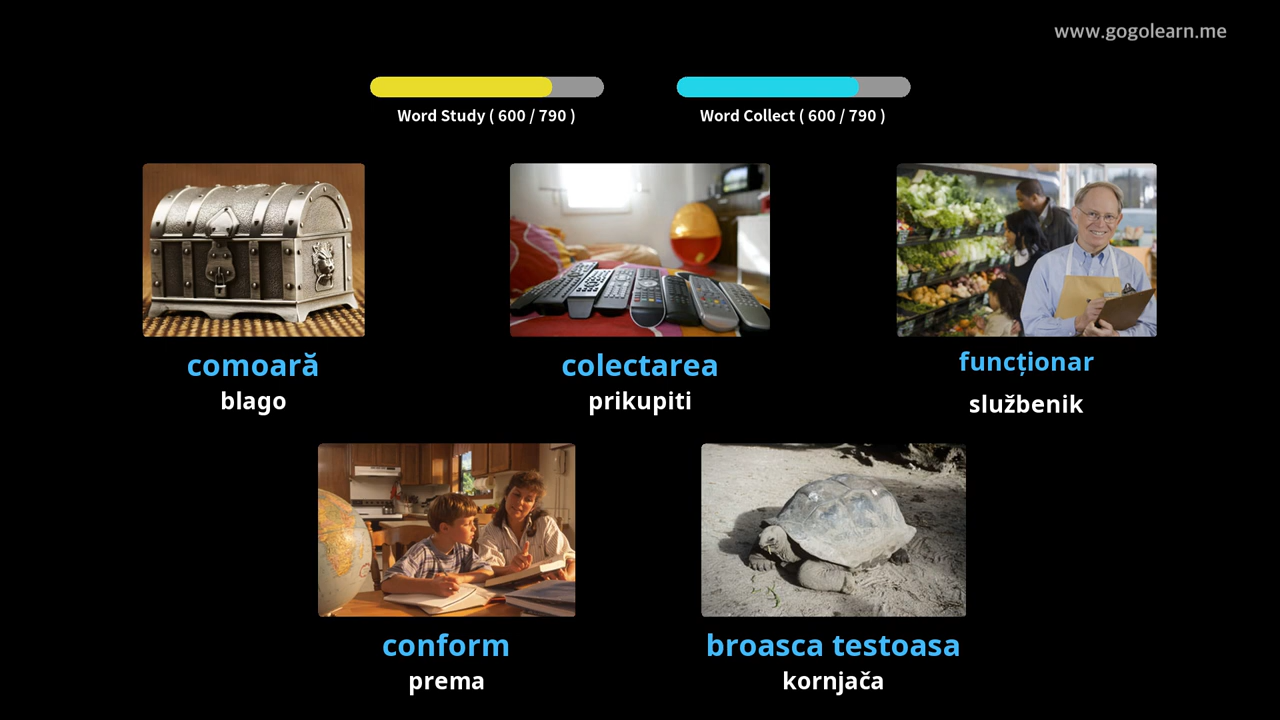 www.gogolearn.me
Word Study ( 600 / 790 )
Word Collect ( 600 / 790 )
comoară
blago
colectarea
prikupiti
funcționar
službenik
conform
prema
broasca testoasa
kornjača